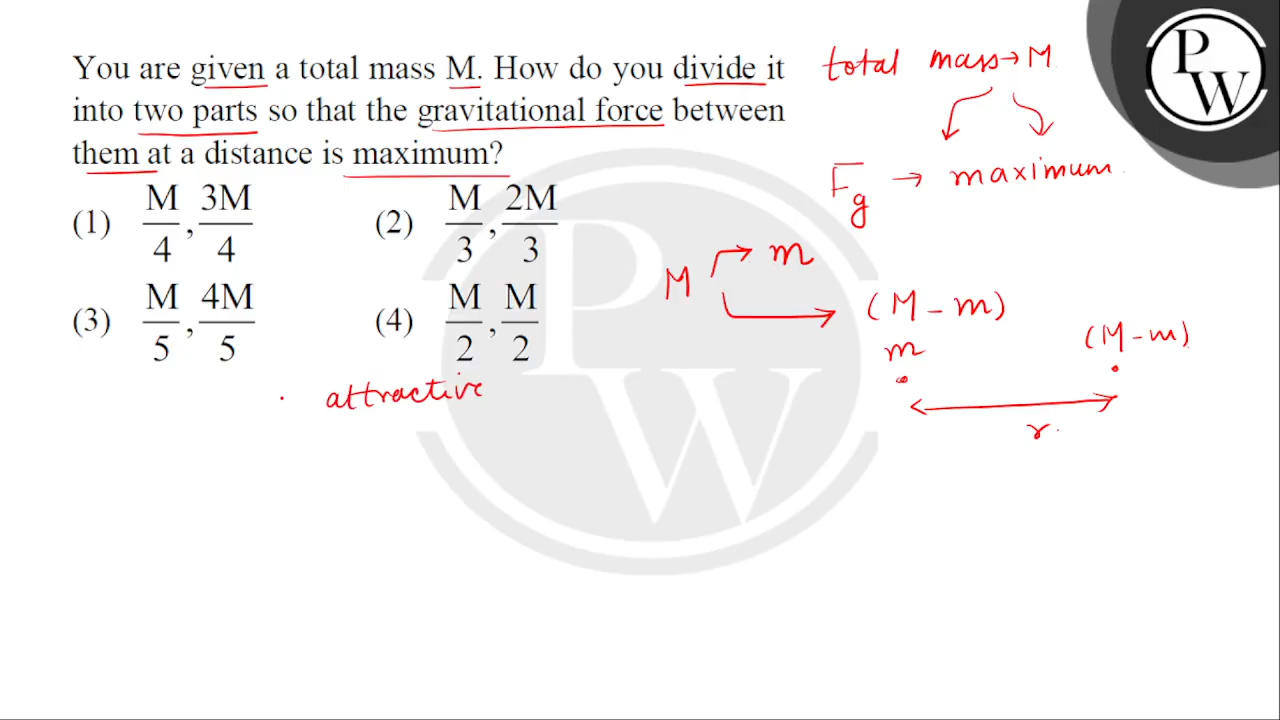 You are given a total mass M. How do you divide it
into two parts so that the gravitational force between
them at a distance is maximum?
(1) M/4, 3M/4 (2) M/3, 2M/3
(3) M/5, 4M/5 (4) M/2, M/2
attractive
total mass→M
Fg → maximum
M
m
(M - m)
m
(M-m)
r
P
W
P
W